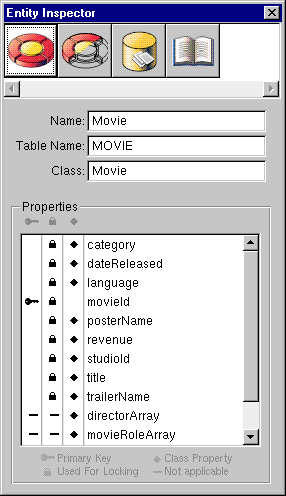 Entity Inspector
Name: Movie
Table Name: MOVIE
Class: Movie
Properties
category
dateReleased
language
movieId
posterName
revenue
studioId
title
trailerName
directorArray
movieRoleArray
Primary Key Class Property
Used For Locking Not applicable